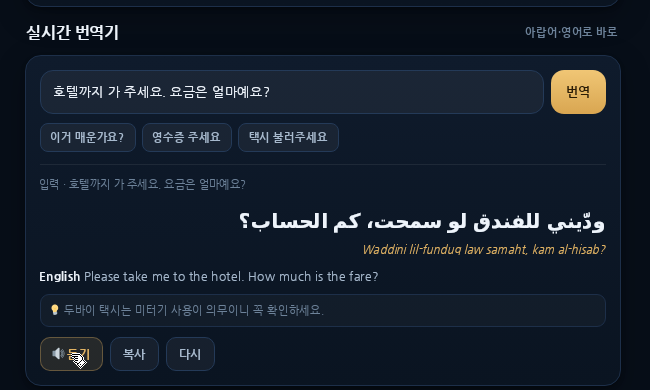 실시간 번역기
아랍어·영어로 바로
호텔까지 가 주세요. 요금은 얼마예요?
번역
이거 매운가요?
영수증 주세요
택시 불러주세요
입력 · 호텔까지 가 주세요. 요금은 얼마예요?
ودّيني للفندق لو سمحت، كم الحساب؟
Waddini lil-funduq law samaht, kam al-hisab?
English Please take me to the hotel. How much is the fare?
두바이 택시는 미터기 사용이 의무이니 꼭 확인하세요.
복사
다시